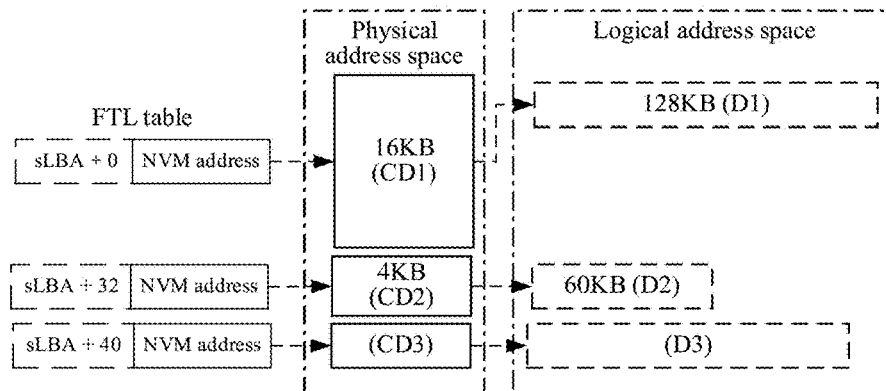 Physical
address space
Logical address space
128KB (D1)
FTL table
sLBA + 0 NVM address
16KB
(CD1)
sLBA + 32 NVM address
4KB
(CD2)
60KB (D2)
sLBA + 40 NVM address
(CD3)
(D3)